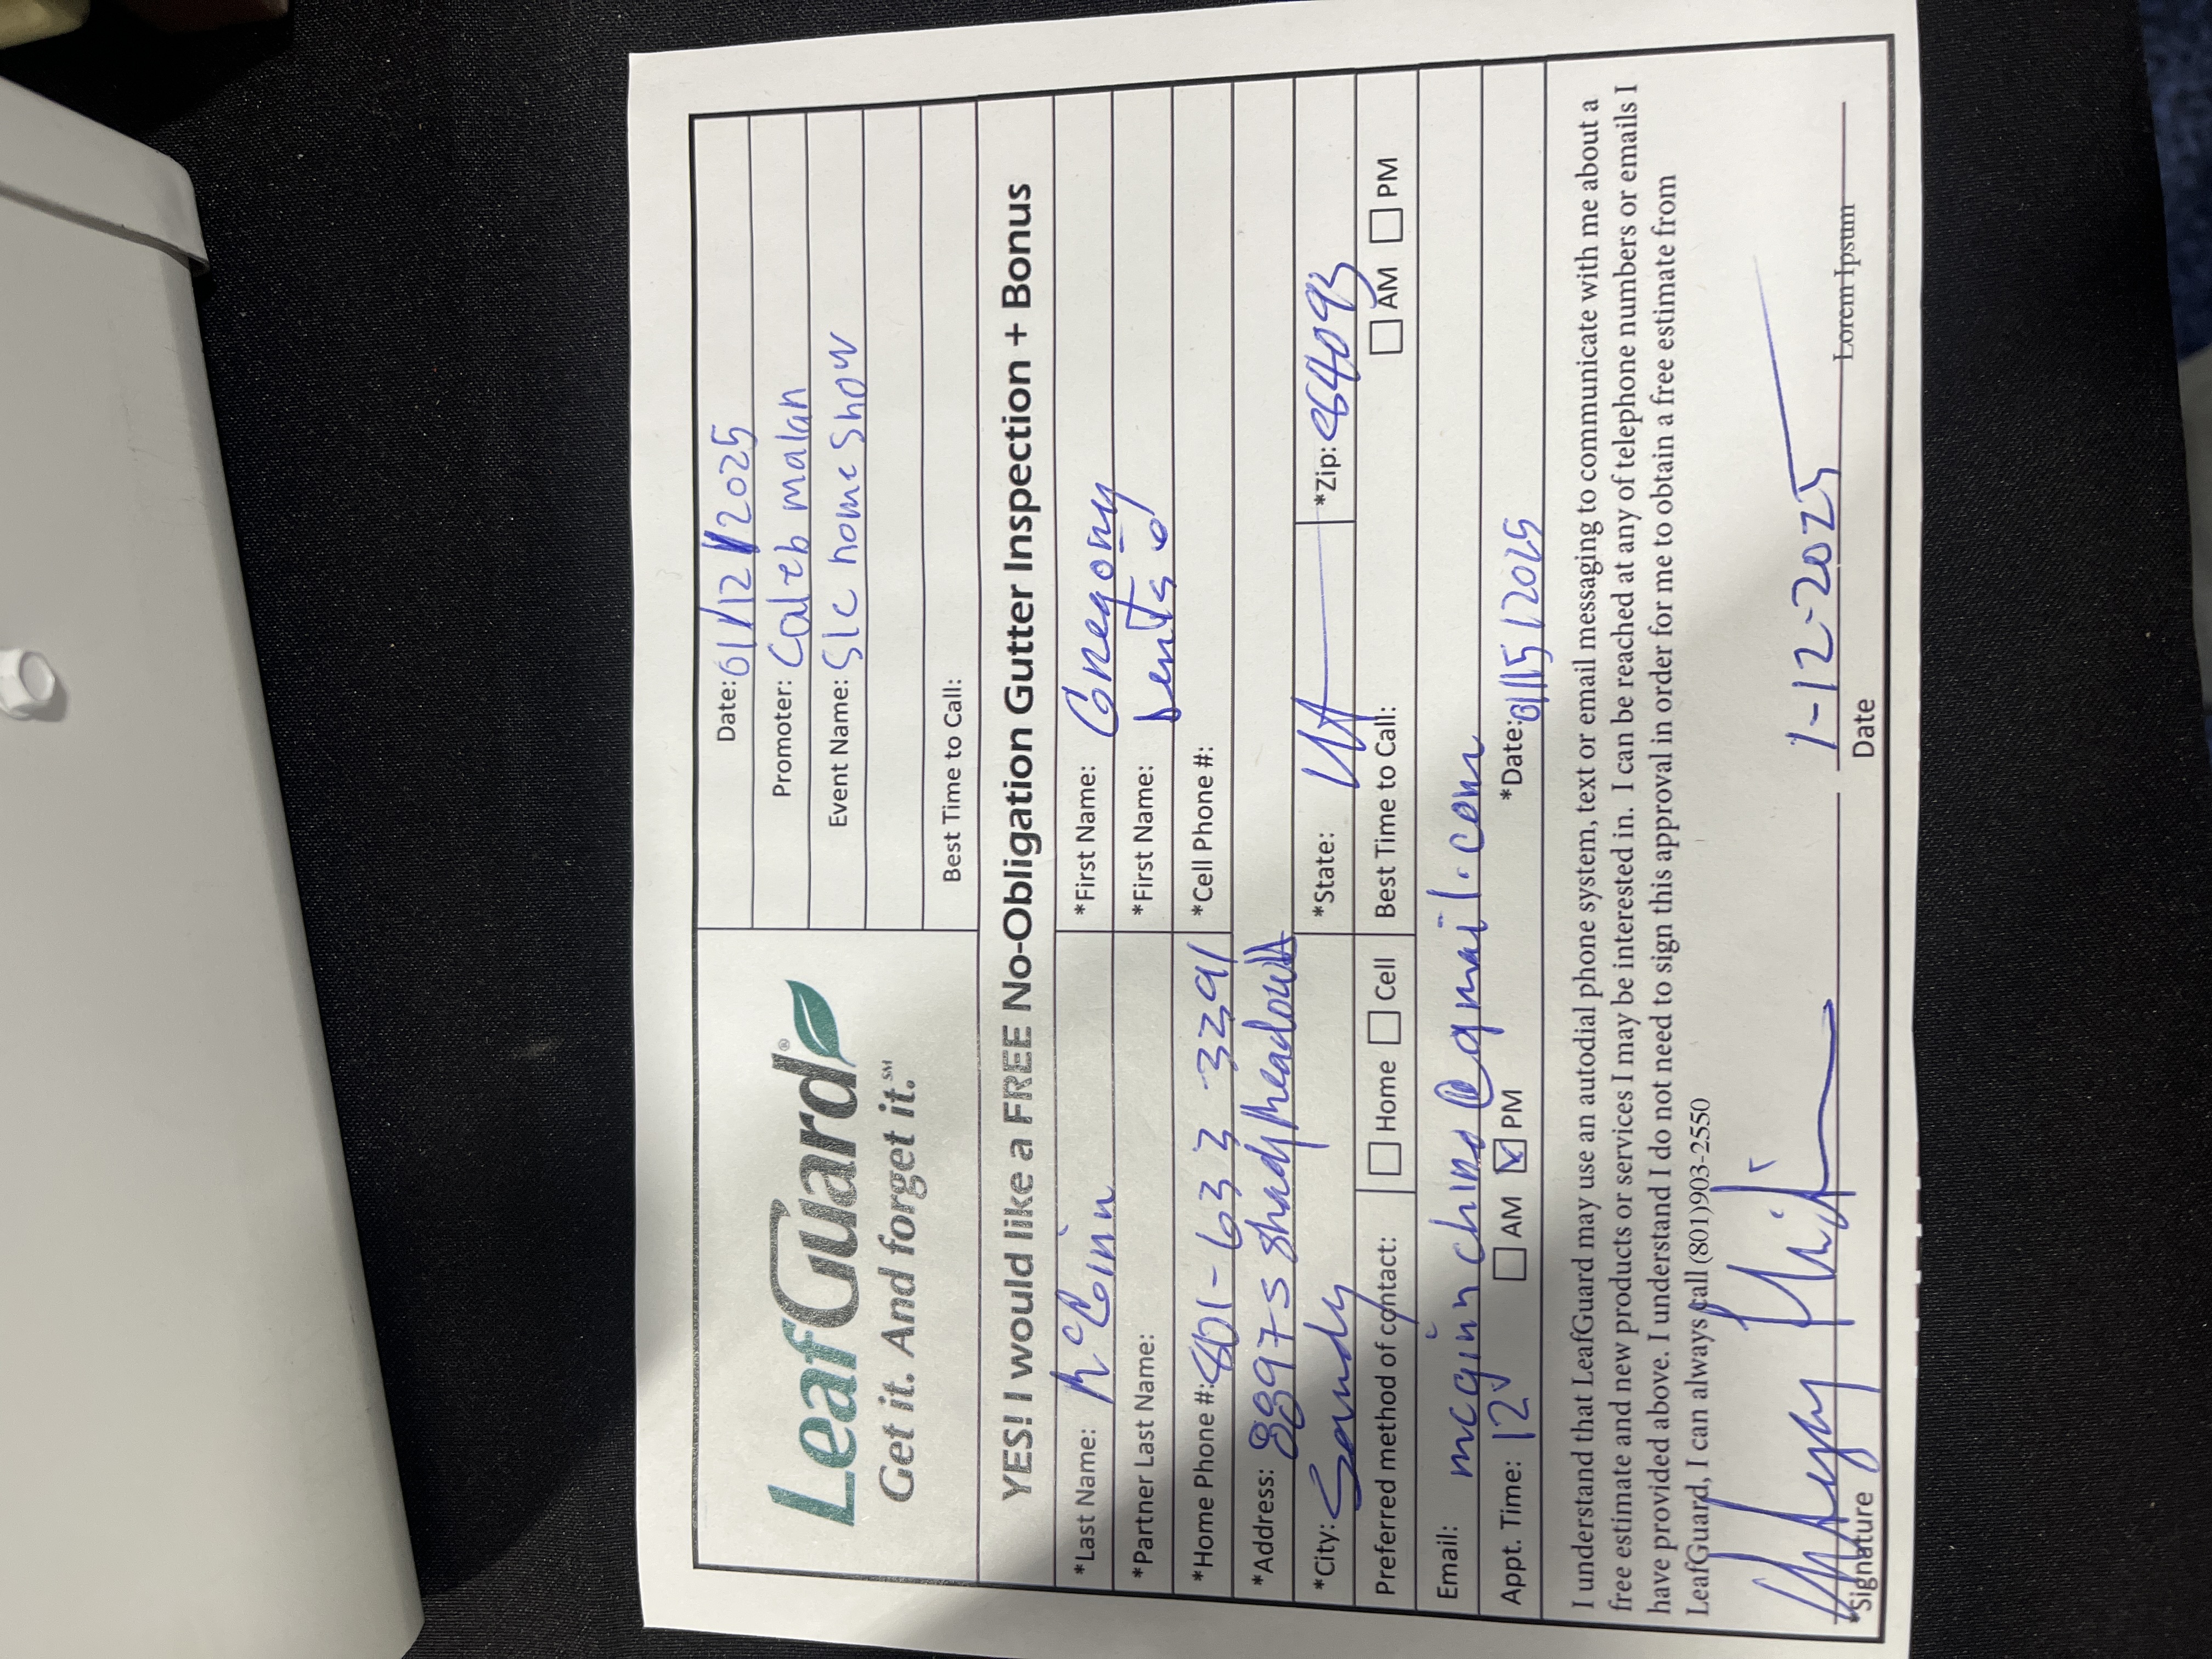 LeafGuard®
Get it. And forget it.℠
Date: 01/12/2025
Promoter: Caleb malan
Event Name: Slc home show
Best Time to Call:
YES! I would like a FREE No-Obligation Gutter Inspection + Bonus
*Last Name: McGinn *First Name: Gregory
*Partner Last Name: *First Name:
*Home Phone #: 801-633 3391 *Cell Phone #:
*Address: 8897 S Shady Meadow
*City: Sandy *State: Ut *Zip: 84093
Preferred method of contact: Home Cell Best Time to Call: AM PM
Email: @gmail.com
Appt. Time: 12 AM PM *Date: 01/15/2025
I understand that LeafGuard may use an autodial phone system, text or email messaging to communicate with me about a
free estimate and new products or services I may be interested in. I can be reached at any of telephone numbers or emails I
have provided above. I understand I do not need to sign this approval in order for me to obtain a free estimate from
LeafGuard, I can always call (801)903-2550
1-12-2025
Lorem Ipsum
*Signature Date